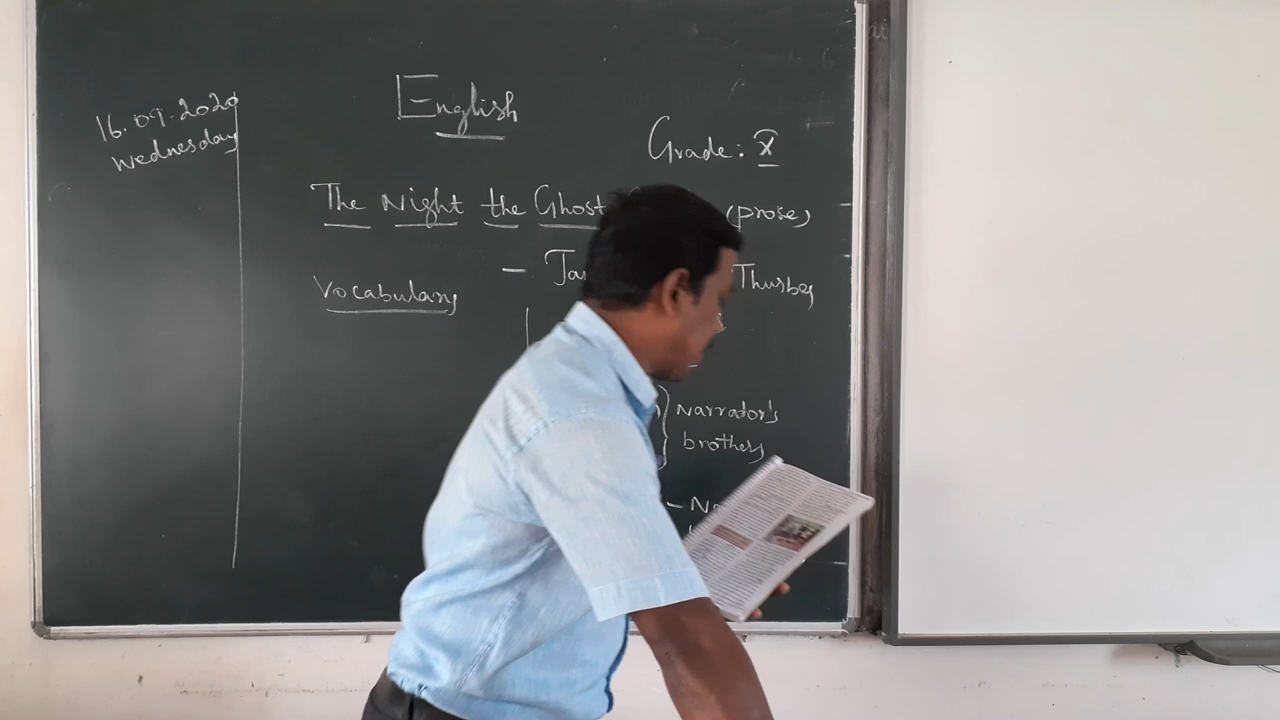 16.09.2020
Wednesday
English
Grade: X
The Night the Ghost (prose)
- Thurber
Vocabulary
Narrator's
brothers
-